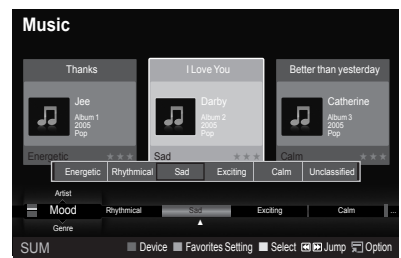 Music
Thanks I Love You Better than yesterday
Jee Darby Catherine
Album 1 Album 2 Album 3
2005 2005 2005
Pop Pop Pop
Energetic ★★★ Sad ★★★ Calm ★★★
Energetic Rhythmical Sad Exciting Calm Unclassified
Artist
Mood Rhythmical Sad Exciting Calm ...
Genre
SUM Device Favorites Setting Select Jump Option